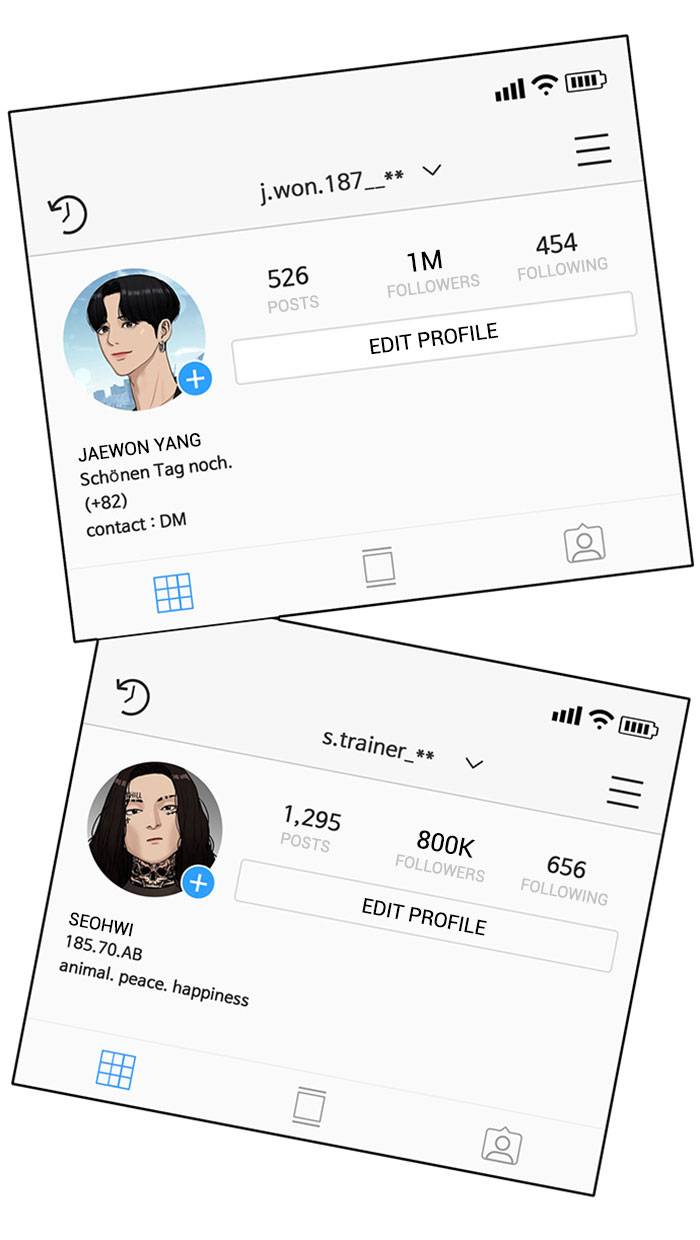 j.won.187__**
526
POSTS
1M
FOLLOWERS
454
FOLLOWING
EDIT PROFILE
JAEWON YANG
Schönen Tag noch.
(+82)
contact : DM
s.trainer_**
1,295
POSTS
800K
FOLLOWERS
656
FOLLOWING
EDIT PROFILE
SEOHWI
185.70.AB
animal. peace. happiness